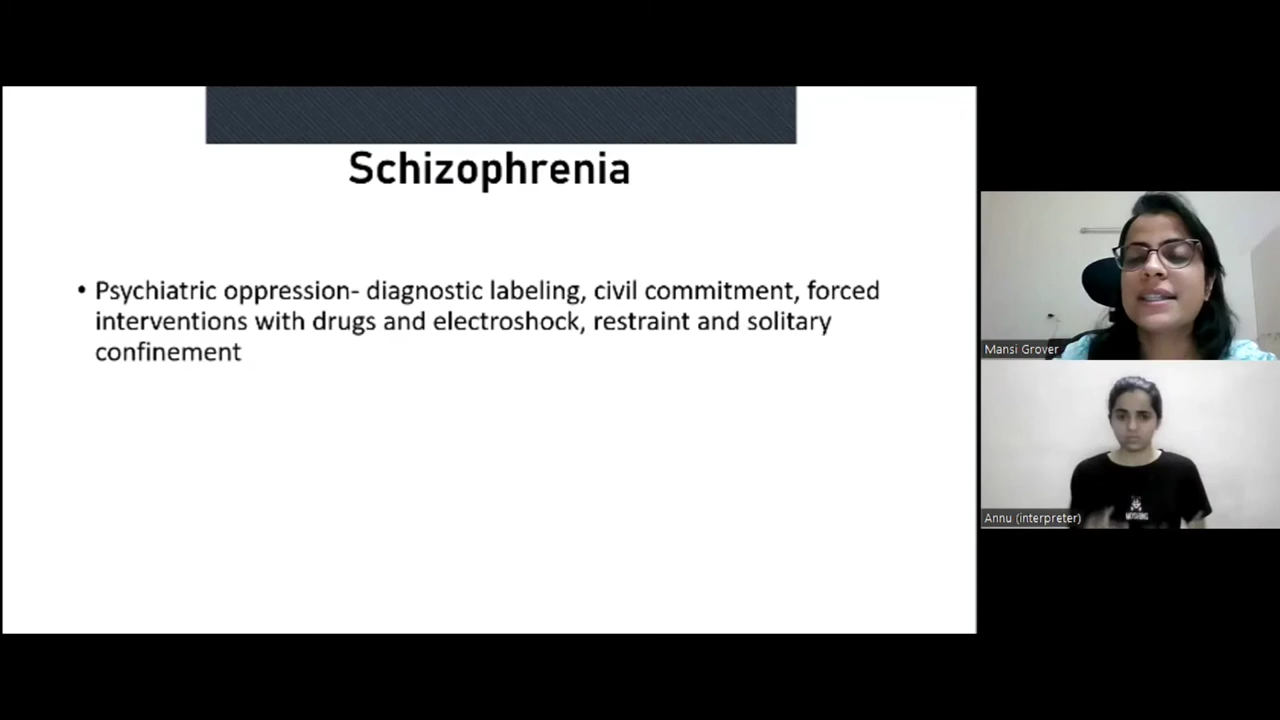 Schizophrenia
• Psychiatric oppression- diagnostic labeling, civil commitment, forced
interventions with drugs and electroshock, restraint and solitary
confinement
Mansi Grover
Annu (interpreter)